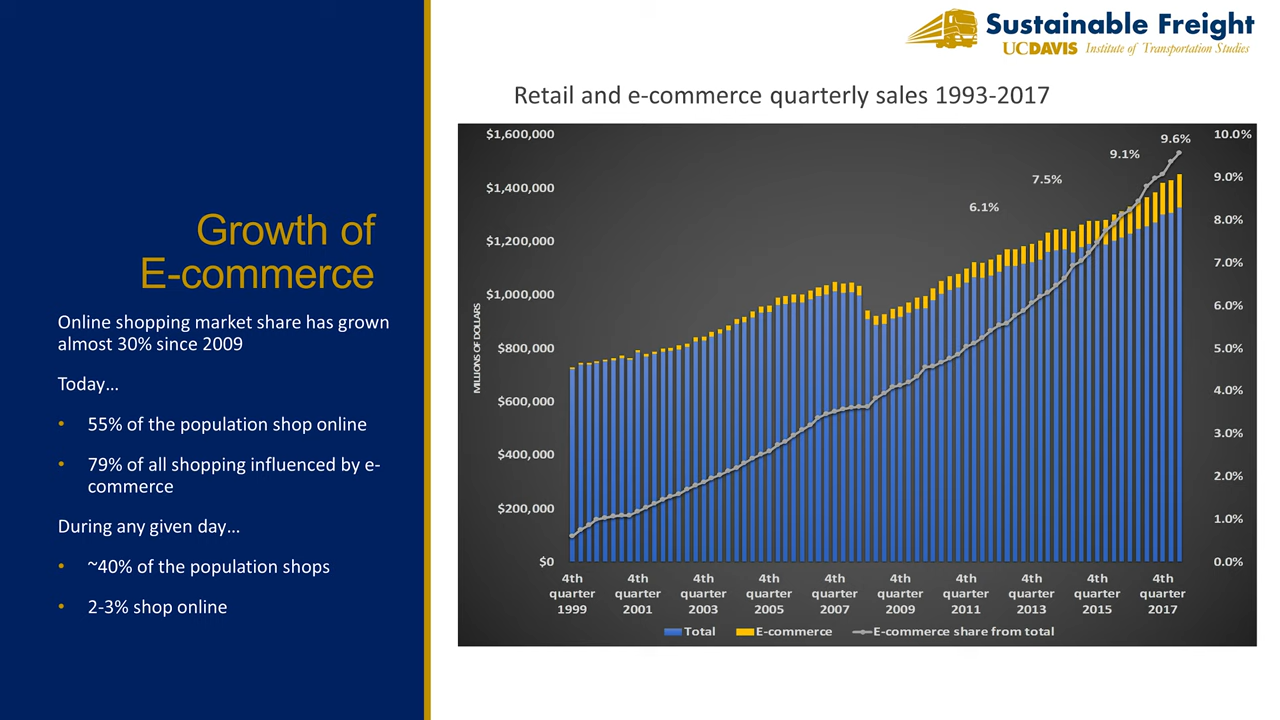 Sustainable Freight
UCDAVIS Institute of Transportation Studies
Growth of
E-commerce
Online shopping market share has grown
almost 30% since 2009
Today…
• 55% of the population shop online
• 79% of all shopping influenced by e-
commerce
During any given day…
• ~40% of the population shops
• 2-3% shop online
Retail and e-commerce quarterly sales 1993-2017
MILLIONS OF DOLLARS
$1,600,000
$1,400,000
$1,200,000
$1,000,000
$800,000
$600,000
$400,000
$200,000
$0
6.1%
7.5%
9.1%
9.6%
10.0%
9.0%
8.0%
7.0%
6.0%
5.0%
4.0%
3.0%
2.0%
1.0%
0.0%
4th 4th 4th 4th 4th 4th 4th 4th 4th 4th
quarter quarter quarter quarter quarter quarter quarter quarter quarter quarter
1999 2001 2003 2005 2007 2009 2011 2013 2015 2017
Total E-commerce E-commerce share from total